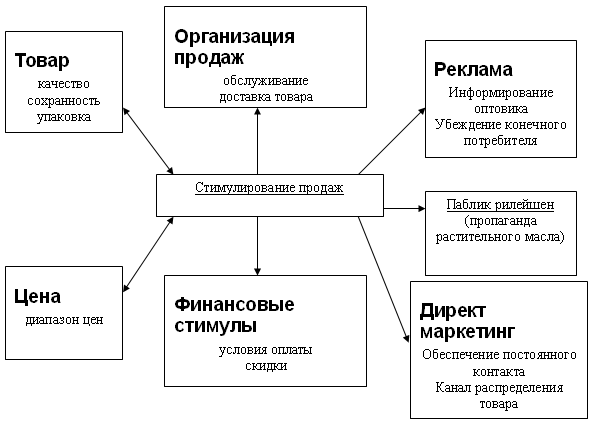 Товар
качество
сохранность
упаковка
Организация
продаж
обслуживание
доставка товара
Реклама
Информирование
оптовика
Убеждение конечного
потребителя
Стимулирование продаж
Паблик рилейшен
(пропаганда
растительного масла)
Цена
диапазон цен
Финансовые
стимулы
условия оплаты
скидки
Директ
маркетинг
Обеспечение постоянного
контакта
Канал распределения
товара